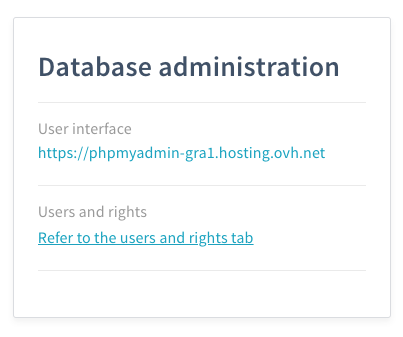 Database administration
User interface
https://phpmyadmin-gra1.hosting.ovh.net
Users and rights
Refer to the users and rights tab